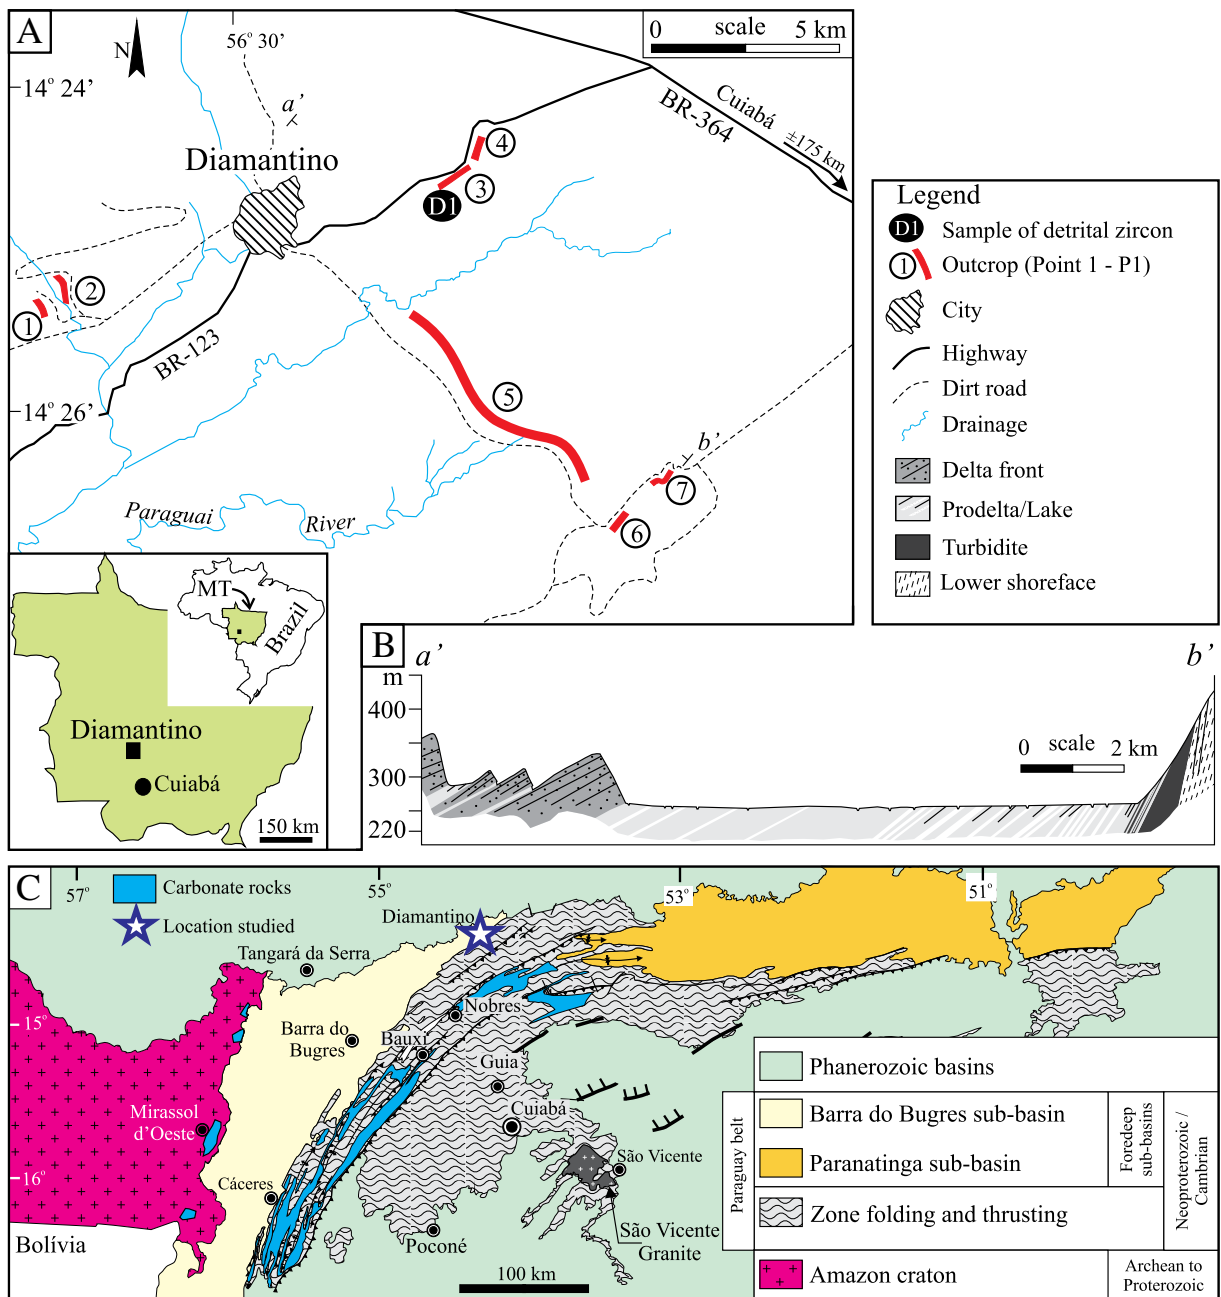 A
N
56° 30’
0 scale 5 km
14° 24’
a’
Cuiabá
BR-364
±175 km
Diamantino
4
3
D1
2
1
BR-123
14° 26’
5
b’
7
6
Paraguai River
Legend
D1 Sample of detrital zircon
1 Outcrop (Point 1 - P1)
City
Highway
Dirt road
Drainage
Delta front
Prodelta/Lake
Turbidite
Lower shoreface
MT
Brazil
Diamantino
Cuiabá
150 km
B
a’
b’
m
400
300
220
0 scale 2 km
C
57°
55°
53°
51°
Carbonate rocks
Location studied
Diamantino
Tangará da Serra
15°
Barra do
Bugres
Nobres
Bauxi
Guia
Cuiabá
Mirassol
d’Oeste
São Vicente
16°
Cáceres
Poconé
São Vicente
Granite
Bolívia
100 km
Phanerozoic basins
Barra do Bugres sub-basin
Paranatinga sub-basin
Zone folding and thrusting
Amazon craton
Paraguay belt
Foredeep
sub-basins
Neoproterozoic /
Cambrian
Archean to
Proterozoic